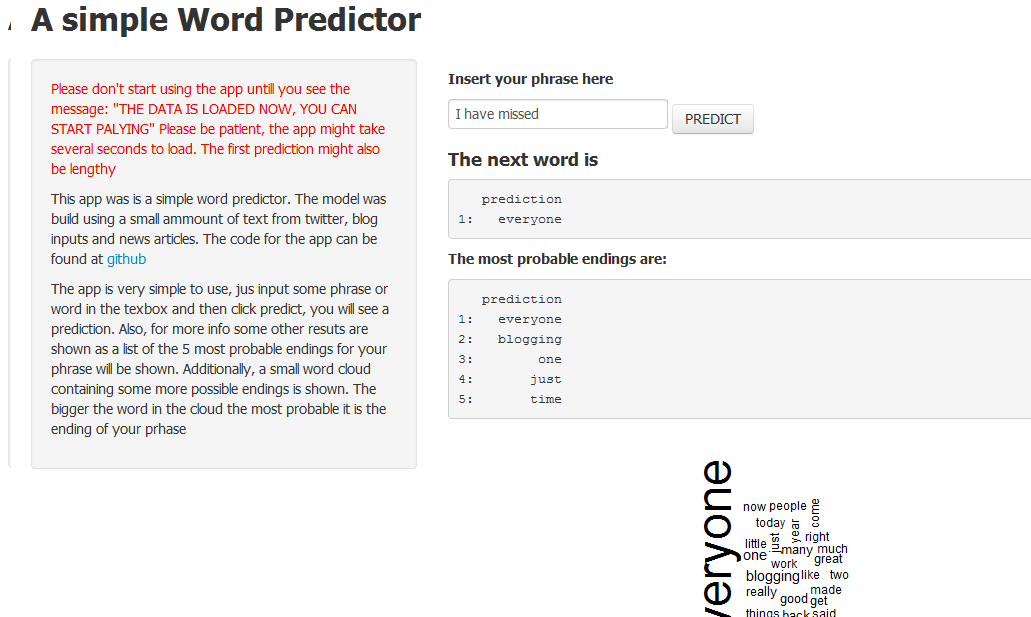 A simple Word Predictor
Please don't start using the app untill you see the
message: "THE DATA IS LOADED NOW, YOU CAN
START PALYING" Please be patient, the app might take
several seconds to load. The first prediction might also
be lengthy
This app was is a simple word predictor. The model was
build using a small ammount of text from twitter, blog
inputs and news articles. The code for the app can be
found at github
The app is very simple to use, jus input some phrase or
word in the texbox and then click predict, you will see a
prediction. Also, for more info some other resuts are
shown as a list of the 5 most probable endings for your
phrase will be shown. Additionally, a small word cloud
containing some more possible endings is shown. The
bigger the word in the cloud the most probable it is the
ending of your prhase
Insert your phrase here
I have missed
PREDICT
The next word is
prediction
1: everyone
The most probable endings are:
prediction
1: everyone
2: blogging
3: one
4: just
5: time
everyone
now people come
today year
little just right
one many much
work great
blogging like two
really made
good get
things back said